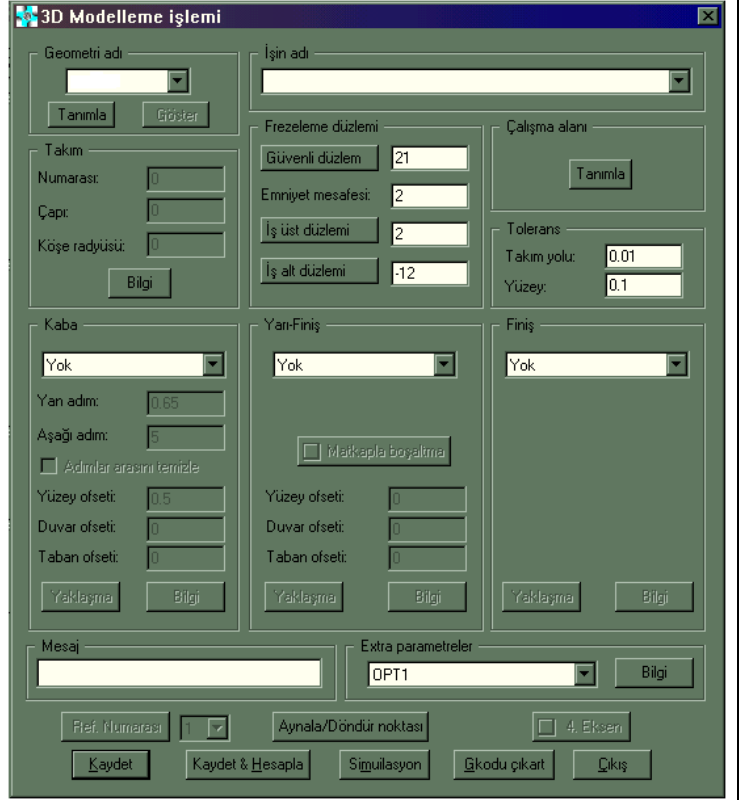 3D Modelleme işlemi
Geometri adı
Tanımla
Göster
İşin adı
Takım
Numarası: 0
Çapı: 0
Köşe radyüsü: 0
Bilgi
Frezeleme düzlemi
Güvenli düzlem 21
Emniyet mesafesi: 2
İş üst düzlemi 2
İş alt düzlemi -12
Çalışma alanı
Tanımla
Tolerans
Takım yolu: 0.01
Yüzey: 0.1
Kaba
Yok
Yan adım: 0.65
Aşağı adım: 5
Adımlar arasını temizle
Yüzey ofseti: 0.5
Duvar ofseti: 0
Taban ofseti: 0
Yaklaşma
Bilgi
Yarı-Finiş
Yok
Matkapla boşaltma
Yüzey ofseti: 0
Duvar ofseti: 0
Taban ofseti: 0
Yaklaşma
Bilgi
Finiş
Yok
Yaklaşma
Bilgi
Mesaj
Extra parametreler
OPT1
Bilgi
Ref. Numarası 1
Aynala/Döndür noktası
4. Eksen
Kaydet
Kaydet & Hesapla
Simuilasyon
Gkodu çıkart
Çıkış